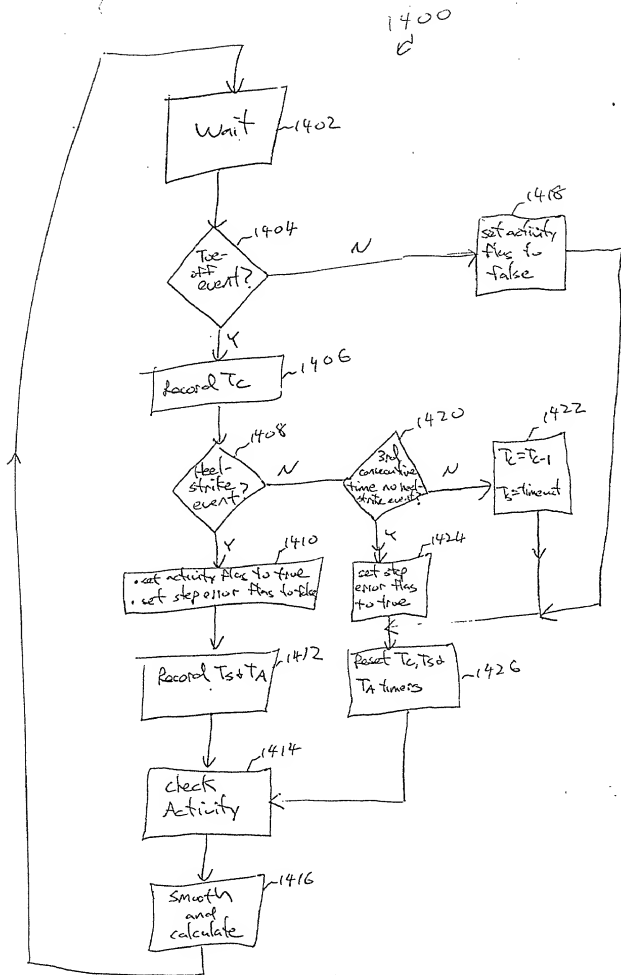 1400
Wait
1402
1404
Toe-
off
event?
N
1418
set activity
flag to
false
Y
Record Tc
1406
1408
Heel-
strike
event?
N
1420
3rd
consecutive
time no heel-
strike event?
N
1422
Tc=Tc-1
Ts=timeout
Y
1410
• set activity flag to true
• set step error flag to false
Y
1424
set step
error flag
to true
Record Ts & TA
1412
Reset Tc, Ts &
TA timers
1426
1414
check
Activity
1416
smooth
and
calculate